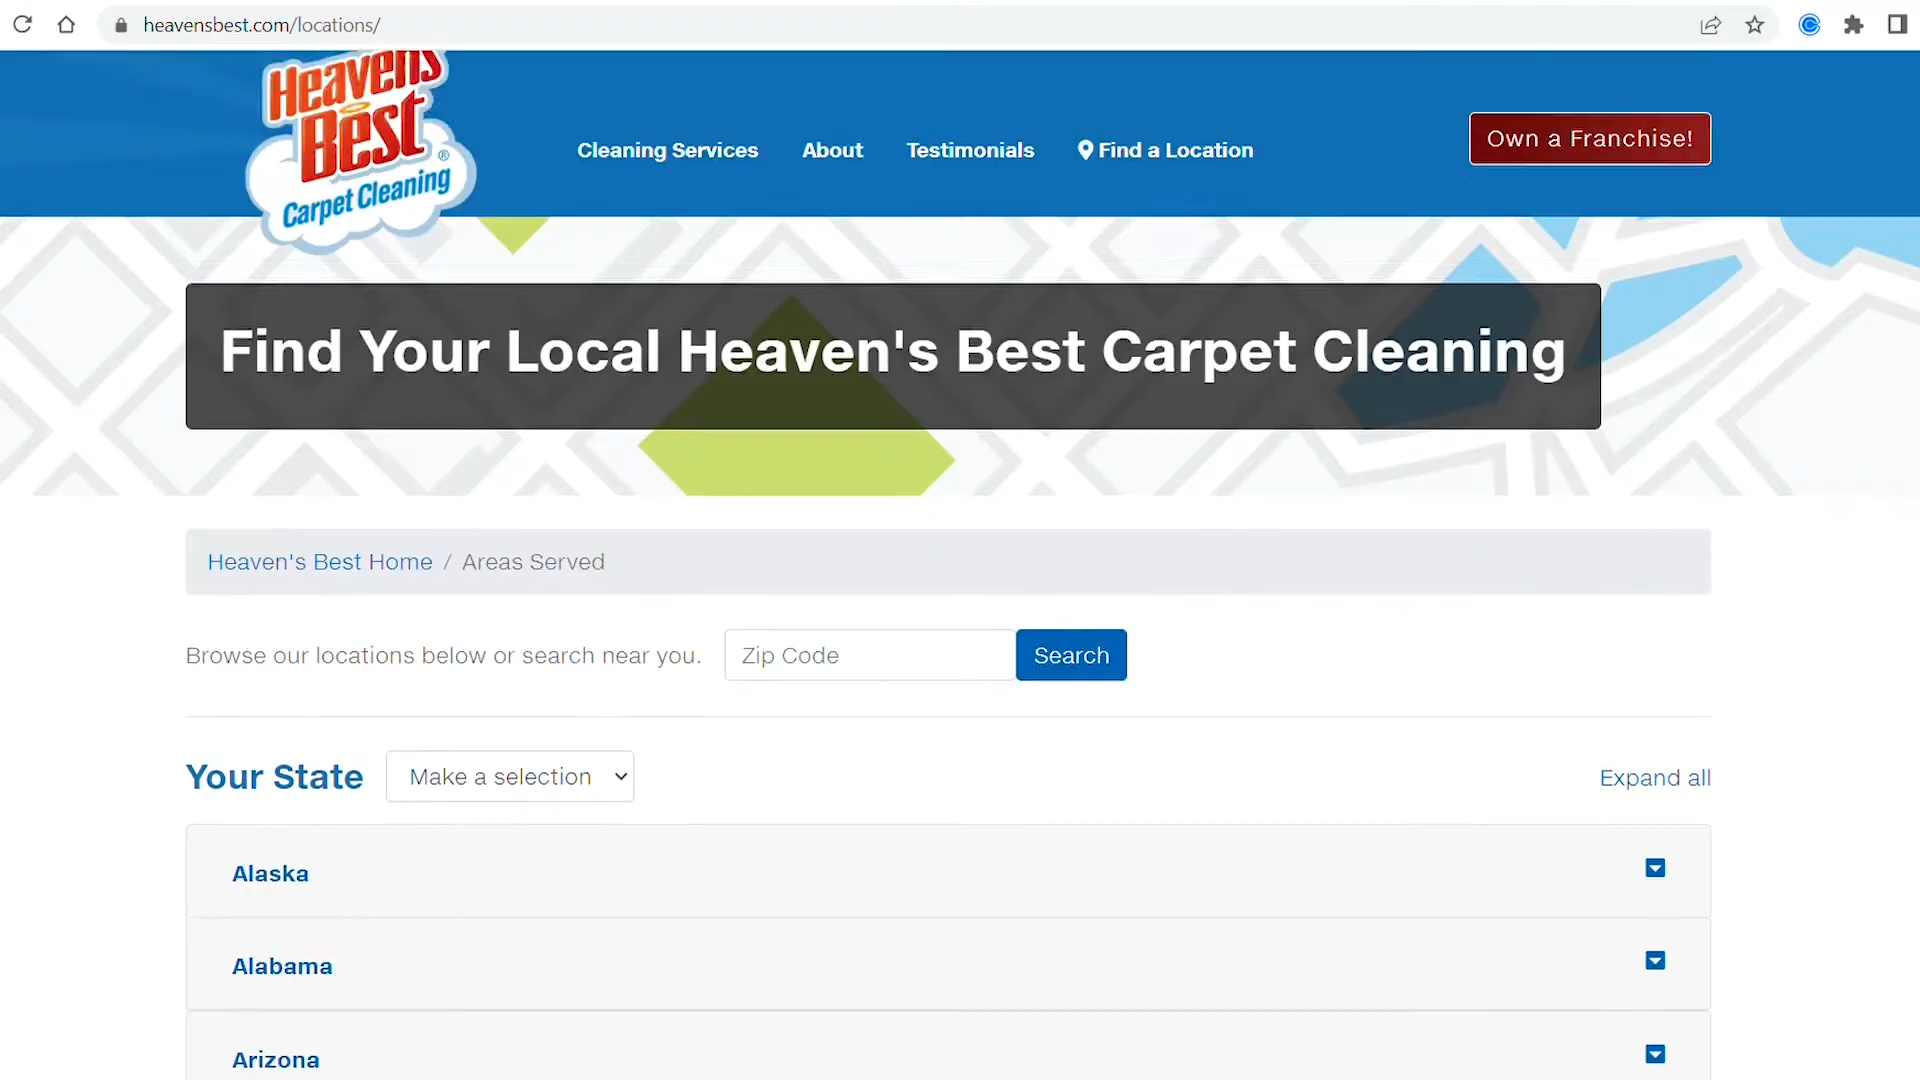 heavensbest.com/locations/
Heavens
Best
®
Carpet Cleaning
Cleaning Services
About
Testimonials
Find a Location
Own a Franchise!
Find Your Local Heaven's Best Carpet Cleaning
Heaven's Best Home / Areas Served
Browse our locations below or search near you.
Zip Code
Search
Your State
Make a selection
Expand all
Alaska
Alabama
Arizona